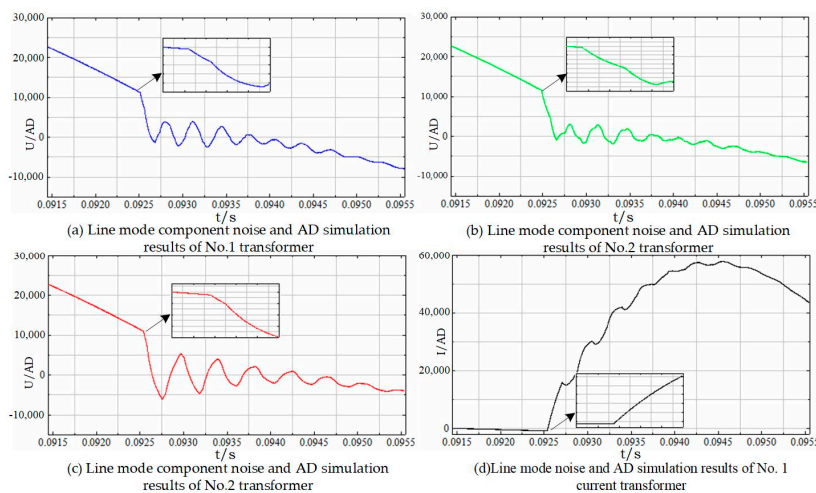 30,000
20,000
10,000
0
-10,000
U/AD
0.0915 0.0920 0.0925 0.0930 0.0935 0.0940 0.0945 0.0950 0.0955
t/s
(a) Line mode component noise and AD simulation
results of No.1 transformer
30,000
20,000
10,000
0
-10,000
U/AD
0.0915 0.0920 0.0925 0.0930 0.0935 0.0940 0.0945 0.0950 0.0955
t/s
(b) Line mode component noise and AD simulation
results of No.2 transformer
30,000
20,000
10,000
0
-10,000
U/AD
0.0915 0.0920 0.0925 0.0930 0.0935 0.0940 0.0945 0.0950 0.0955
t/s
(c) Line mode component noise and AD simulation
results of No.2 transformer
60,000
40,000
20,000
0
I/AD
0.0915 0.0920 0.0925 0.0930 0.0935 0.0940 0.0945 0.0950 0.0955
t/s
(d)Line mode noise and AD simulation results of No. 1
current transformer